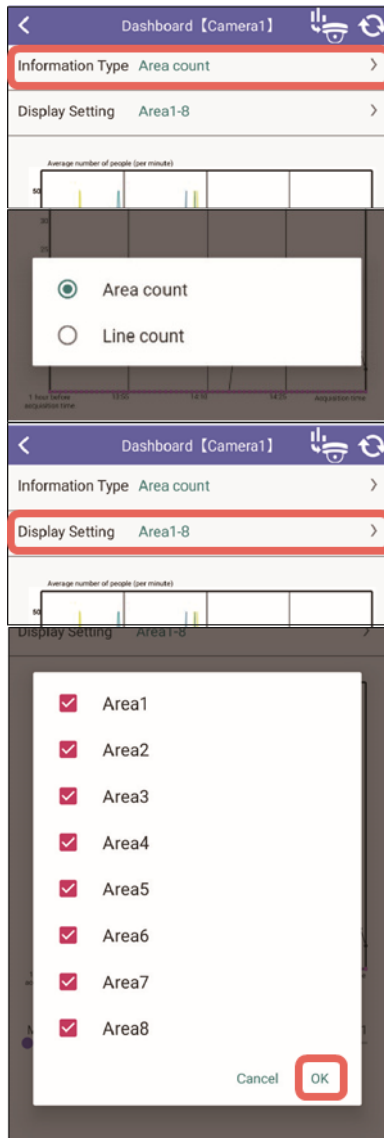 Dashboard【Camera1】
Information Type Area count
Display Setting Area1-8
Average number of people (per minute)
50
30
25
Area count
Line count
1 hour before
acquisition time
13:55 14:10 14:25 Acquisition time
Dashboard【Camera1】
Information Type Area count
Display Setting Area1-8
Average number of people (per minute)
50
Display Setting Area1-8
Area1
Area2
Area3
Area4
Area5
Area6
Area7
Area8
Cancel OK